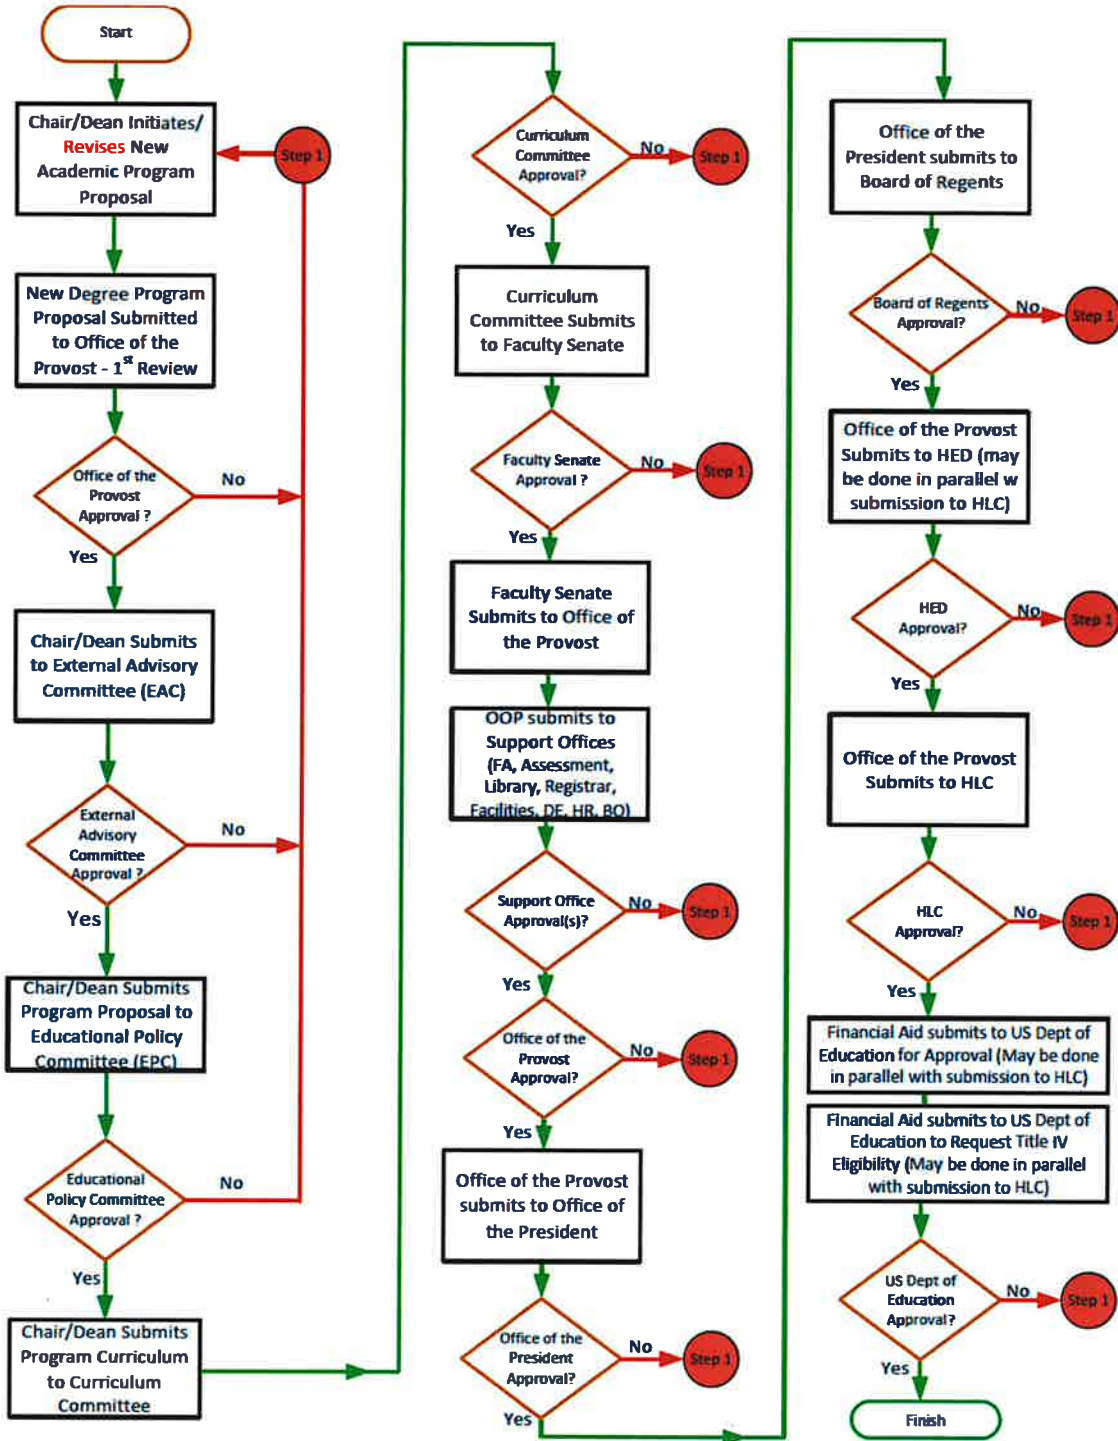 Start
Chair/Dean Initiates/
Revises New
Academic Program
Proposal
Step 1
New Degree Program
Proposal Submitted
to Office of the
Provost - 1st Review
Office of the
Provost
Approval ?
No
Yes
Chair/Dean Submits
to External Advisory
Committee (EAC)
External
Advisory
Committee
Approval ?
No
Yes
Chair/Dean Submits
Program Proposal to
Educational Policy
Committee (EPC)
Educational
Policy Committee
Approval ?
No
Yes
Chair/Dean Submits
Program Curriculum
to Curriculum
Committee
Curriculum
Committee
Approval?
No
Step 1
Yes
Curriculum
Committee Submits
to Faculty Senate
Faculty Senate
Approval ?
No
Step 1
Yes
Faculty Senate
Submits to Office of
the Provost
OOP submits to
Support Offices
(FA, Assessment,
Library, Registrar,
Facilities, DE, HR, BO)
Support Office
Approval(s)?
No
Step 1
Yes
Office of the
Provost
Approval?
No
Step 1
Yes
Office of the Provost
submits to Office of
the President
Office of the
President
Approval?
No
Step 1
Yes
Office of the
President submits to
Board of Regents
Board of Regents
Approval?
No
Step 1
Yes
Office of the Provost
Submits to HED (may
be done in parallel w
submission to HLC)
HED
Approval?
No
Step 1
Yes
Office of the Provost
Submits to HLC
HLC
Approval?
No
Step 1
Yes
Financial Aid submits to US Dept of
Education for Approval (May be done
in parallel with submission to HLC)
Financial Aid submits to US Dept of
Education to Request Title IV
Eligibility (May be done in parallel
with submission to HLC)
US Dept of
Education
Approval?
No
Step 1
Yes
Finish